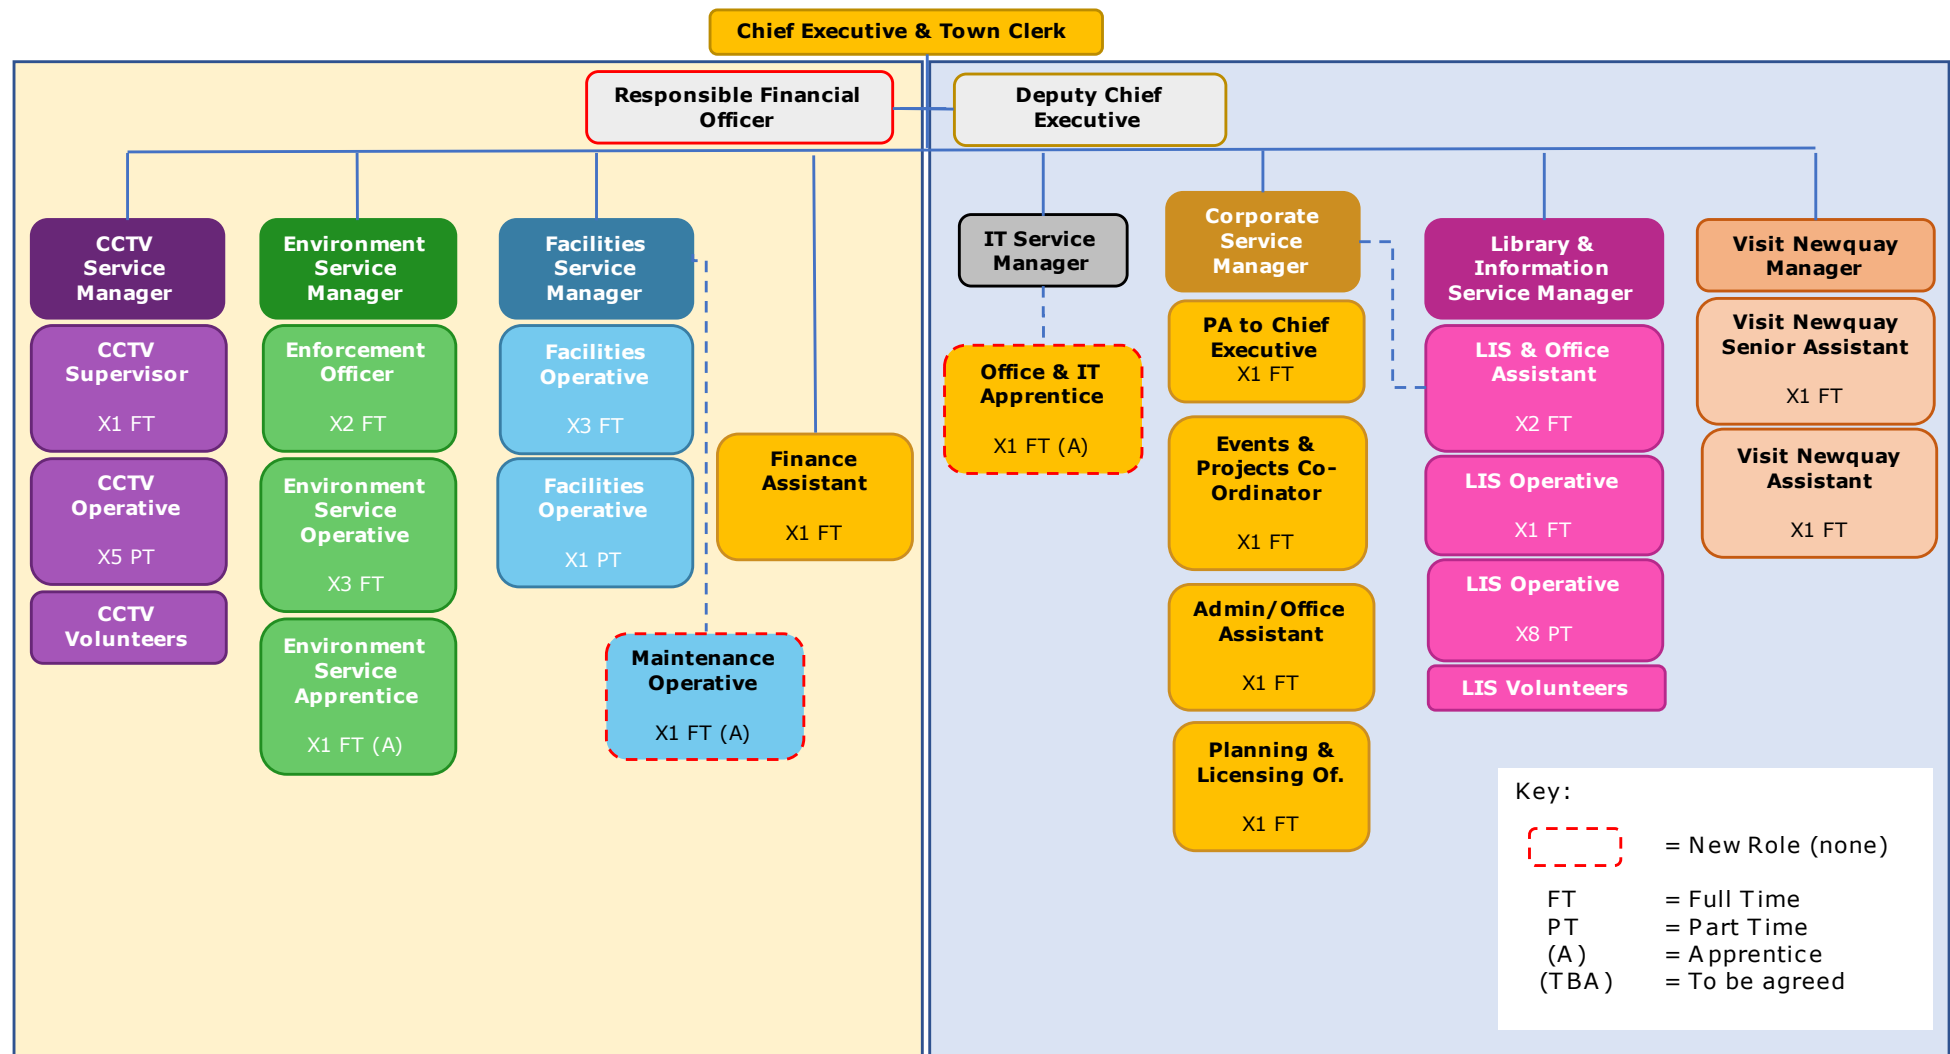 Chief Executive & Town Clerk
Responsible Financial
Officer
Deputy Chief
Executive
CCTV
Service
Manager
CCTV
Supervisor
X1 FT
CCTV
Operative
X5 PT
CCTV
Volunteers
Environment
Service
Manager
Enforcement
Officer
X2 FT
Environment
Service
Operative
X3 FT
Environment
Service
Apprentice
X1 FT (A)
Facilities
Service
Manager
Facilities
Operative
X3 FT
Facilities
Operative
X1 PT
Maintenance
Operative
X1 FT (A)
Finance
Assistant
X1 FT
IT Service
Manager
Office & IT
Apprentice
X1 FT (A)
Corporate
Service
Manager
PA to Chief
Executive
X1 FT
Events &
Projects Co-
Ordinator
X1 FT
Admin/Office
Assistant
X1 FT
Planning &
Licensing Of.
X1 FT
Library &
Information
Service Manager
LIS & Office
Assistant
X2 FT
LIS Operative
X1 FT
LIS Operative
X8 PT
LIS Volunteers
Visit Newquay
Manager
Visit Newquay
Senior Assistant
X1 FT
Visit Newquay
Assistant
X1 FT
Key:
= New Role (none)
FT = Full Time
PT = Part Time
(A) = Apprentice
(TBA) = To be agreed